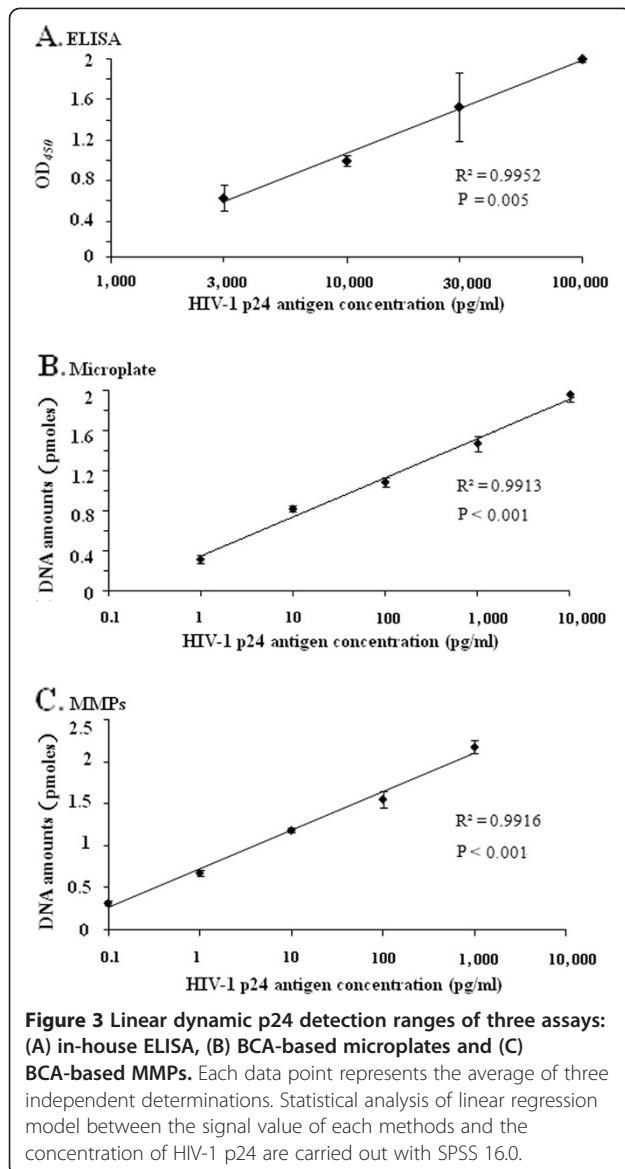 A. ELISA
2
1.6
1.2
0.8
0.4
0
OD450
R² = 0.9952
P = 0.005
1,000 3,000 10,000 30,000 100,000
HIV-1 p24 antigen concentration (pg/ml)
B. Microplate
2
1.6
1.2
0.8
0.4
0
DNA amounts (pmoles)
R² = 0.9913
P < 0.001
0.1 1 10 100 1,000 10,000
HIV-1 p24 antigen concentration (pg/ml)
C. MMPs
2.5
2
1.5
1
0.5
0
DNA amounts (pmoles)
R² = 0.9916
P < 0.001
0.1 1 10 100 1,000 10,000
HIV-1 p24 antigen concentration (pg/ml)
Figure 3 Linear dynamic p24 detection ranges of three assays:
(A) in-house ELISA, (B) BCA-based microplates and (C)
BCA-based MMPs. Each data point represents the average of three
independent determinations. Statistical analysis of linear regression
model between the signal value of each methods and the
concentration of HIV-1 p24 are carried out with SPSS 16.0.